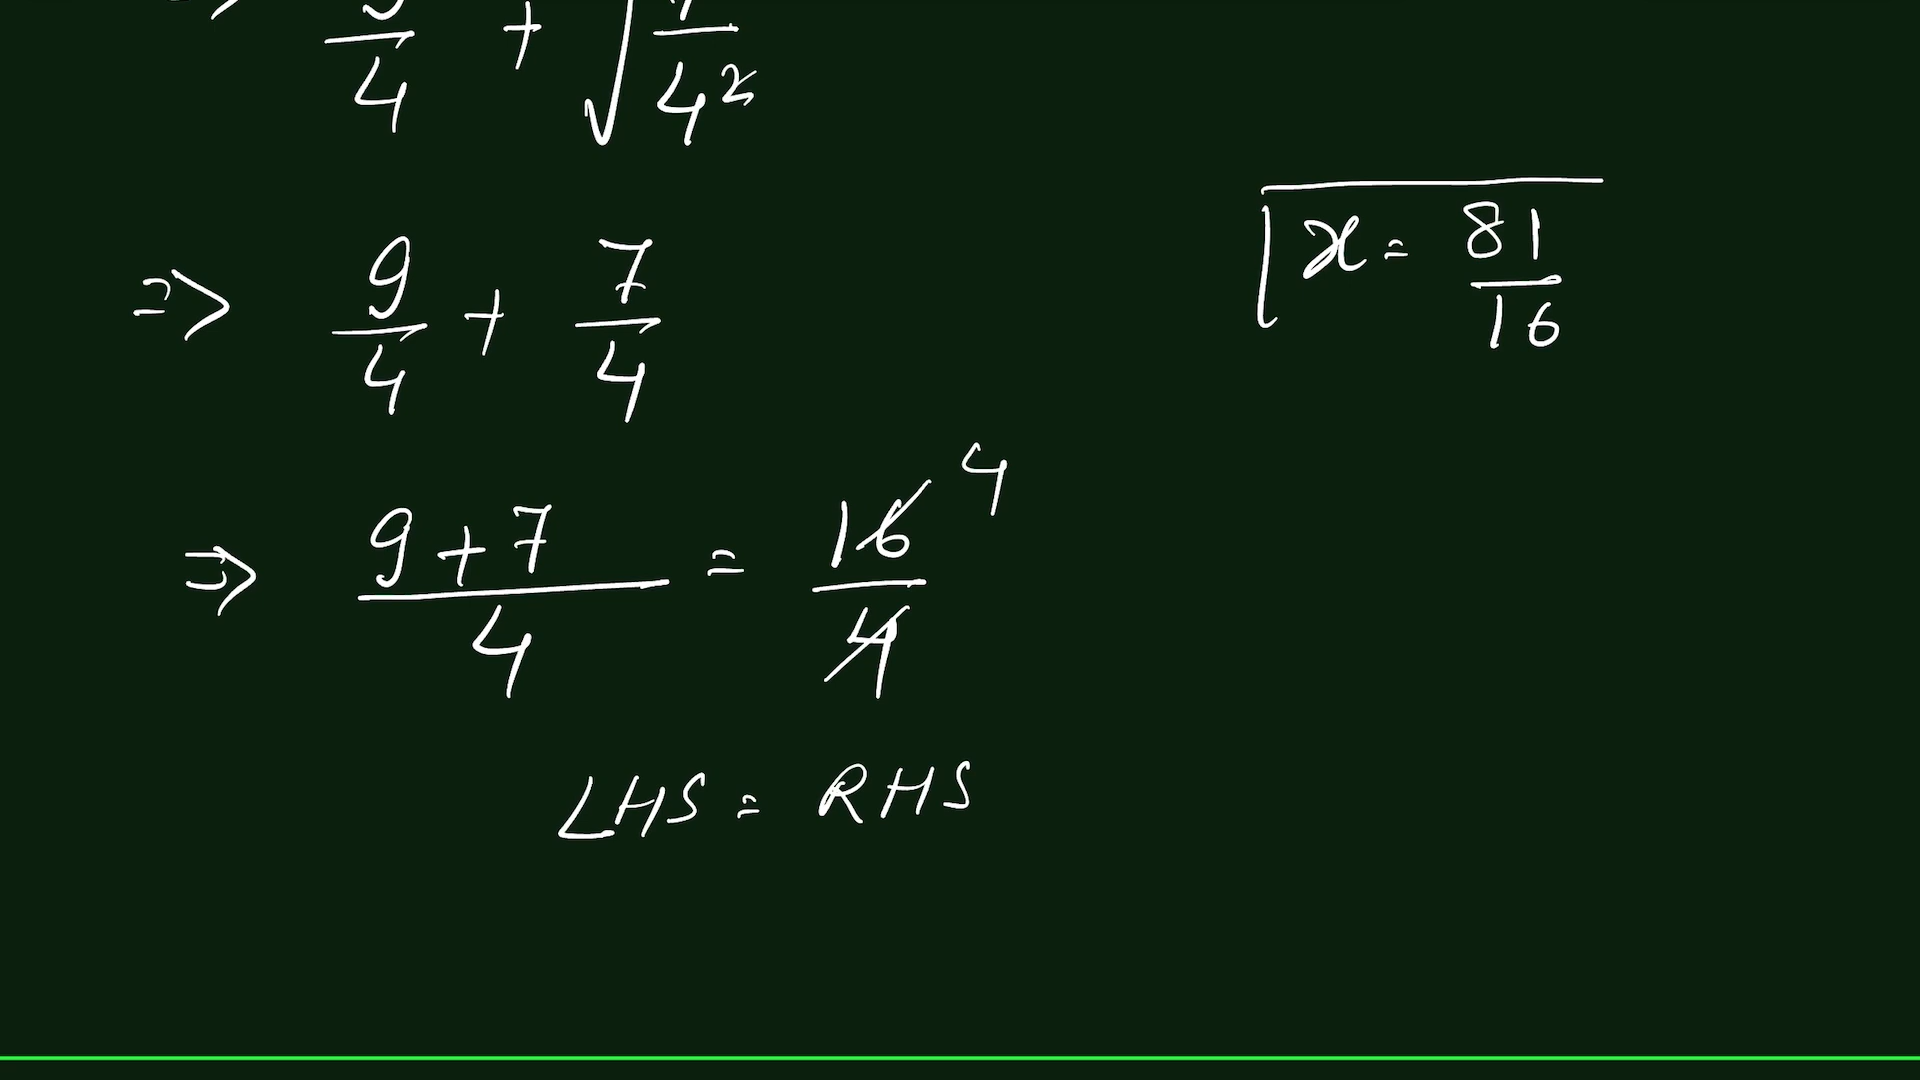 => 9/4 + √(7/4²)
=> 9/4 + 7/4
x = 81/16
=> (9+7)/4 = 16/4 4
LHS = RHS